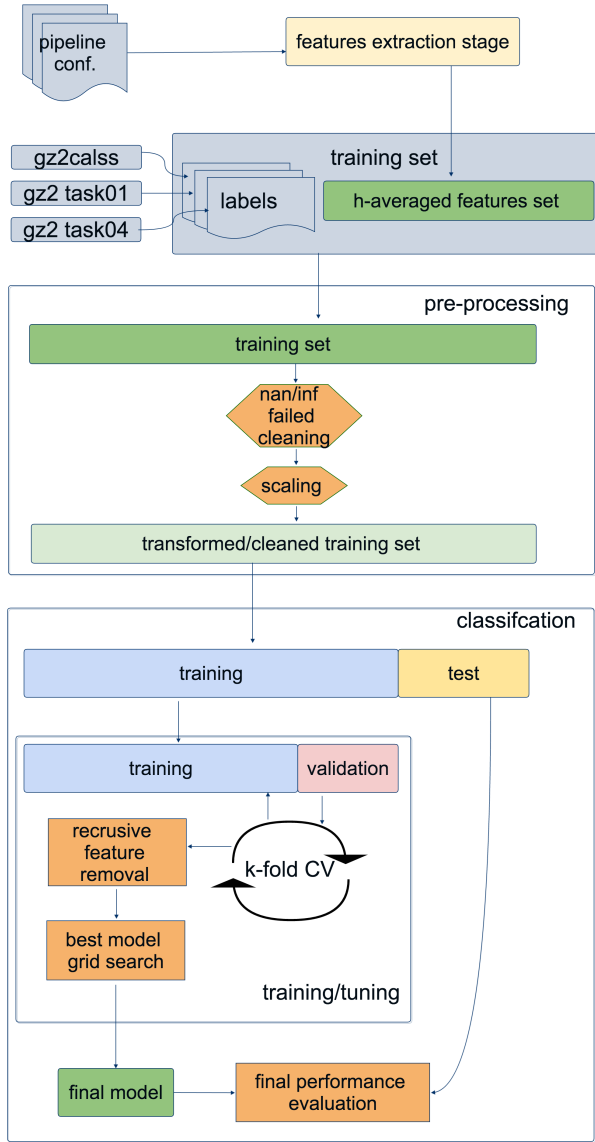 pipeline
conf.
features extraction stage
gz2calss
gz2 task01
gz2 task04
labels
training set
h-averaged features set
pre-processing
training set
nan/inf
failed
cleaning
scaling
transformed/cleaned training set
classifcation
training
test
training
validation
recrusive
feature
removal
k-fold CV
best model
grid search
training/tuning
final model
final performance
evaluation